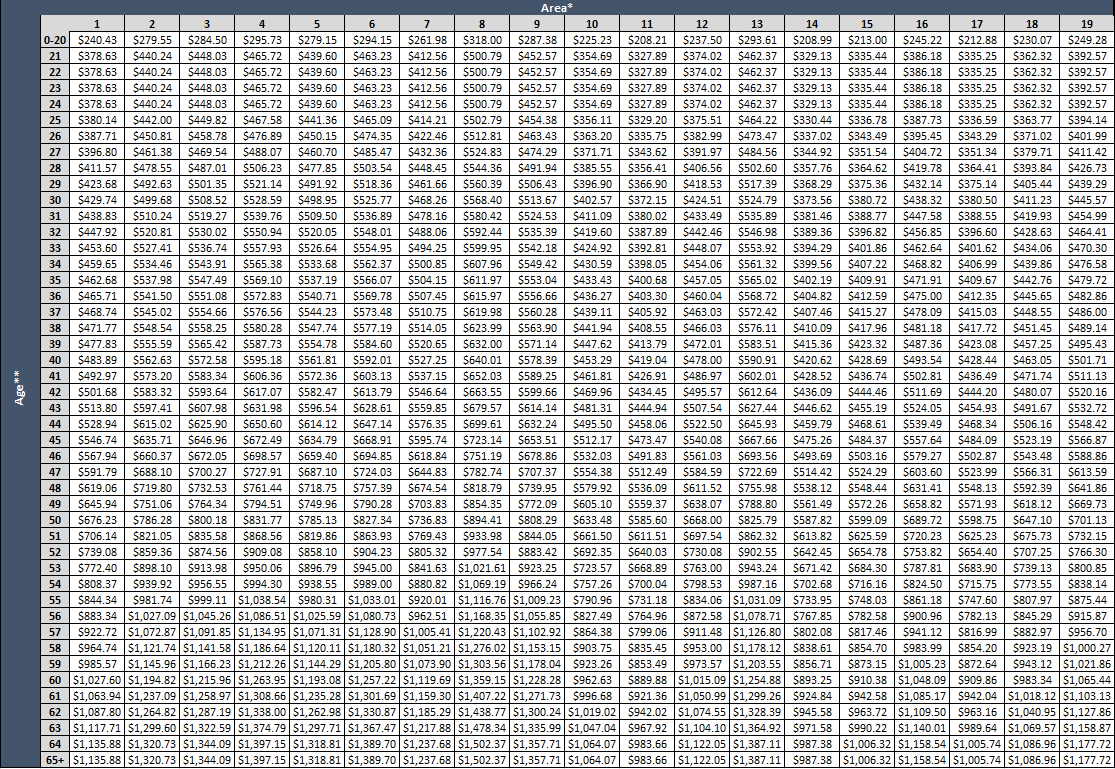 Area*
1 2 3 4 5 6 7 8 9 10 11 12 13 14 15 16 17 18 19
Age**
0-20 $240.43 $279.55 $284.50 $295.73 $279.15 $294.15 $261.98 $318.00 $287.38 $225.23 $208.21 $237.50 $293.61 $208.99 $213.00 $245.22 $212.88 $230.07 $249.28
21 $378.63 $440.24 $448.03 $465.72 $439.60 $463.23 $412.56 $500.79 $452.57 $354.69 $327.89 $374.02 $462.37 $329.13 $335.44 $386.18 $335.25 $362.32 $392.57
22 $378.63 $440.24 $448.03 $465.72 $439.60 $463.23 $412.56 $500.79 $452.57 $354.69 $327.89 $374.02 $462.37 $329.13 $335.44 $386.18 $335.25 $362.32 $392.57
23 $378.63 $440.24 $448.03 $465.72 $439.60 $463.23 $412.56 $500.79 $452.57 $354.69 $327.89 $374.02 $462.37 $329.13 $335.44 $386.18 $335.25 $362.32 $392.57
24 $378.63 $440.24 $448.03 $465.72 $439.60 $463.23 $412.56 $500.79 $452.57 $354.69 $327.89 $374.02 $462.37 $329.13 $335.44 $386.18 $335.25 $362.32 $392.57
25 $380.14 $442.00 $449.82 $467.58 $441.36 $465.09 $414.21 $502.79 $454.38 $356.11 $329.20 $375.51 $464.22 $330.44 $336.78 $387.73 $336.59 $363.77 $394.14
26 $387.71 $450.81 $458.78 $476.89 $450.15 $474.35 $422.46 $512.81 $463.43 $363.20 $335.75 $382.99 $473.47 $337.02 $343.49 $395.45 $343.29 $371.02 $401.99
27 $396.80 $461.38 $469.54 $488.07 $460.70 $485.47 $432.36 $524.83 $474.29 $371.71 $343.62 $391.97 $484.56 $344.92 $351.54 $404.72 $351.34 $379.71 $411.42
28 $411.57 $478.55 $487.01 $506.23 $477.85 $503.54 $448.45 $544.36 $491.94 $385.55 $356.41 $406.56 $502.60 $357.76 $364.62 $419.78 $364.41 $393.84 $426.73
29 $423.68 $492.63 $501.35 $521.14 $491.92 $518.36 $461.66 $560.39 $506.43 $396.90 $366.90 $418.53 $517.39 $368.29 $375.36 $432.14 $375.14 $405.44 $439.29
30 $429.74 $499.68 $508.52 $528.59 $498.95 $525.77 $468.26 $568.40 $513.67 $402.57 $372.15 $424.51 $524.79 $373.56 $380.72 $438.32 $380.50 $411.23 $445.57
31 $438.83 $510.24 $519.27 $539.76 $509.50 $536.89 $478.16 $580.42 $524.53 $411.09 $380.02 $433.49 $535.89 $381.46 $388.77 $447.58 $388.55 $419.93 $454.99
32 $447.92 $520.81 $530.02 $550.94 $520.05 $548.01 $488.06 $592.44 $535.39 $419.60 $387.89 $442.46 $546.98 $389.36 $396.82 $456.85 $396.60 $428.63 $464.41
33 $453.60 $527.41 $536.74 $557.93 $526.64 $554.95 $494.25 $599.95 $542.18 $424.92 $392.81 $448.07 $553.92 $394.29 $401.86 $462.64 $401.62 $434.06 $470.30
34 $459.65 $534.46 $543.91 $565.38 $533.68 $562.37 $500.85 $607.96 $549.42 $430.59 $398.05 $454.06 $561.32 $399.56 $407.22 $468.82 $406.99 $439.86 $476.58
35 $462.68 $537.98 $547.49 $569.10 $537.19 $566.07 $504.15 $611.97 $553.04 $433.43 $400.68 $457.05 $565.02 $402.19 $409.91 $471.91 $409.67 $442.76 $479.72
36 $465.71 $541.50 $551.08 $572.83 $540.71 $569.78 $507.45 $615.97 $556.66 $436.27 $403.30 $460.04 $568.72 $404.82 $412.59 $475.00 $412.35 $445.65 $482.86
37 $468.74 $545.02 $554.66 $576.56 $544.23 $573.48 $510.75 $619.98 $560.28 $439.11 $405.92 $463.03 $572.42 $407.46 $415.27 $478.09 $415.03 $448.55 $486.00
38 $471.77 $548.54 $558.25 $580.28 $547.74 $577.19 $514.05 $623.99 $563.90 $441.94 $408.55 $466.03 $576.11 $410.09 $417.96 $481.18 $417.72 $451.45 $489.14
39 $477.83 $555.59 $565.42 $587.73 $554.78 $584.60 $520.65 $632.00 $571.14 $447.62 $413.79 $472.01 $583.51 $415.36 $423.32 $487.36 $423.08 $457.25 $495.43
40 $483.89 $562.63 $572.58 $595.18 $561.81 $592.01 $527.25 $640.01 $578.39 $453.29 $419.04 $478.00 $590.91 $420.62 $428.69 $493.54 $428.44 $463.05 $501.71
41 $492.97 $573.20 $583.34 $606.36 $572.36 $603.13 $537.15 $652.03 $589.25 $461.81 $426.91 $486.97 $602.01 $428.52 $436.74 $502.81 $436.49 $471.74 $511.13
42 $501.68 $583.32 $593.64 $617.07 $582.47 $613.79 $546.64 $663.55 $599.66 $469.96 $434.45 $495.57 $612.64 $436.09 $444.46 $511.69 $444.20 $480.07 $520.16
43 $513.80 $597.41 $607.98 $631.98 $596.54 $628.61 $559.85 $679.57 $614.14 $481.31 $444.94 $507.54 $627.44 $446.62 $455.19 $524.05 $454.93 $491.67 $532.72
44 $528.94 $615.02 $625.90 $650.60 $614.12 $647.14 $576.35 $699.61 $632.24 $495.50 $458.06 $522.50 $645.93 $459.79 $468.61 $539.49 $468.34 $506.16 $548.42
45 $546.74 $635.71 $646.96 $672.49 $634.79 $668.91 $595.74 $723.14 $653.51 $512.17 $473.47 $540.08 $667.66 $475.26 $484.37 $557.64 $484.09 $523.19 $566.87
46 $567.94 $660.37 $672.05 $698.57 $659.40 $694.85 $618.84 $751.19 $678.86 $532.03 $491.83 $561.03 $693.56 $493.69 $503.16 $579.27 $502.87 $543.48 $588.86
47 $591.79 $688.10 $700.27 $727.91 $687.10 $724.03 $644.83 $782.74 $707.37 $554.38 $512.49 $584.59 $722.69 $514.42 $524.29 $603.60 $523.99 $566.31 $613.59
48 $619.06 $719.80 $732.53 $761.44 $718.75 $757.39 $674.54 $818.79 $739.95 $579.92 $536.09 $611.52 $755.98 $538.12 $548.44 $631.41 $548.13 $592.39 $641.86
49 $645.94 $751.06 $764.34 $794.51 $749.96 $790.28 $703.83 $854.35 $772.09 $605.10 $559.37 $638.07 $788.80 $561.49 $572.26 $658.82 $571.93 $618.12 $669.73
50 $676.23 $786.28 $800.18 $831.77 $785.13 $827.34 $736.83 $894.41 $808.29 $633.48 $585.60 $668.00 $825.79 $587.82 $599.09 $689.72 $598.75 $647.10 $701.13
51 $706.14 $821.05 $835.58 $868.56 $819.86 $863.93 $769.43 $933.98 $844.05 $661.50 $611.51 $697.54 $862.32 $613.82 $625.59 $720.23 $625.23 $675.73 $732.15
52 $739.08 $859.36 $874.56 $909.08 $858.10 $904.23 $805.32 $977.54 $883.42 $692.35 $640.03 $730.08 $902.55 $642.45 $654.78 $753.82 $654.40 $707.25 $766.30
53 $772.40 $898.10 $913.98 $950.06 $896.79 $945.00 $841.63 $1,021.61 $923.25 $723.57 $668.89 $763.00 $943.24 $671.42 $684.30 $787.81 $683.90 $739.13 $800.85
54 $808.37 $939.92 $956.55 $994.30 $938.55 $989.00 $880.82 $1,069.19 $966.24 $757.26 $700.04 $798.53 $987.16 $702.68 $716.16 $824.50 $715.75 $773.55 $838.14
55 $844.34 $981.74 $999.11 $1,038.54 $980.31 $1,033.01 $920.01 $1,116.76 $1,009.23 $790.96 $731.18 $834.06 $1,031.09 $733.95 $748.03 $861.18 $747.60 $807.97 $875.44
56 $883.34 $1,027.09 $1,045.26 $1,086.51 $1,025.59 $1,080.73 $962.51 $1,168.35 $1,055.85 $827.49 $764.96 $872.58 $1,078.71 $767.85 $782.58 $900.96 $782.13 $845.29 $915.87
57 $922.72 $1,072.87 $1,091.85 $1,134.95 $1,071.31 $1,128.90 $1,005.41 $1,220.43 $1,102.92 $864.38 $799.06 $911.48 $1,126.80 $802.08 $817.46 $941.12 $816.99 $882.97 $956.70
58 $964.74 $1,121.74 $1,141.58 $1,186.64 $1,120.11 $1,180.32 $1,051.21 $1,276.02 $1,153.15 $903.75 $835.45 $953.00 $1,178.12 $838.61 $854.70 $983.99 $854.20 $923.19 $1,000.27
59 $985.57 $1,145.96 $1,166.23 $1,212.26 $1,144.29 $1,205.80 $1,073.90 $1,303.56 $1,178.04 $923.26 $853.49 $973.57 $1,203.55 $856.71 $873.15 $1,005.23 $872.64 $943.12 $1,021.86
60 $1,027.60 $1,194.82 $1,215.96 $1,263.95 $1,193.08 $1,257.22 $1,119.69 $1,359.15 $1,228.28 $962.63 $889.88 $1,015.09 $1,254.88 $893.25 $910.38 $1,048.09 $909.86 $983.34 $1,065.44
61 $1,063.94 $1,237.09 $1,258.97 $1,308.66 $1,235.28 $1,301.69 $1,159.30 $1,407.22 $1,271.73 $996.68 $921.36 $1,050.99 $1,299.26 $924.84 $942.58 $1,085.17 $942.04 $1,018.12 $1,103.13
62 $1,087.80 $1,264.82 $1,287.19 $1,338.00 $1,262.98 $1,330.87 $1,185.29 $1,438.77 $1,300.24 $1,019.02 $942.02 $1,074.55 $1,328.39 $945.58 $963.72 $1,109.50 $963.16 $1,040.95 $1,127.86
63 $1,117.71 $1,299.60 $1,322.59 $1,374.79 $1,297.71 $1,367.47 $1,217.88 $1,478.34 $1,335.99 $1,047.04 $967.92 $1,104.10 $1,364.92 $971.58 $990.22 $1,140.01 $989.64 $1,069.57 $1,158.87
64 $1,135.88 $1,320.73 $1,344.09 $1,397.15 $1,318.81 $1,389.70 $1,237.68 $1,502.37 $1,357.71 $1,064.07 $983.66 $1,122.05 $1,387.11 $987.38 $1,006.32 $1,158.54 $1,005.74 $1,086.96 $1,177.72
65+ $1,135.88 $1,320.73 $1,344.09 $1,397.15 $1,318.81 $1,389.70 $1,237.68 $1,502.37 $1,357.71 $1,064.07 $983.66 $1,122.05 $1,387.11 $987.38 $1,006.32 $1,158.54 $1,005.74 $1,086.96 $1,177.72